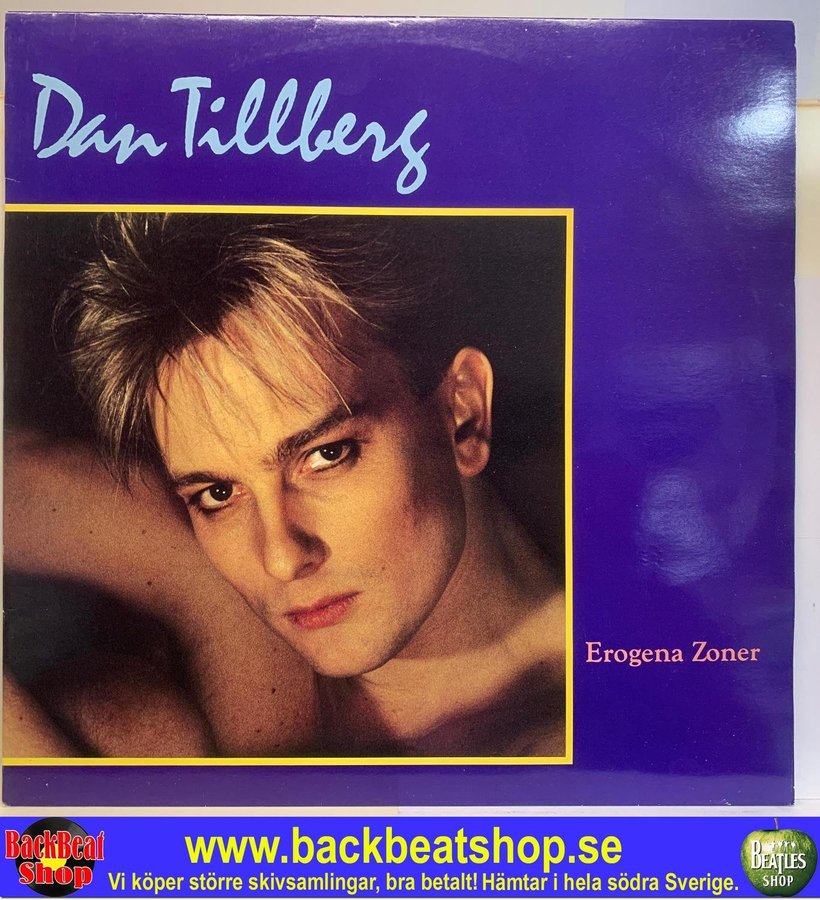 Dan Tillberg
Erogena Zoner
BackBeat
Shop
www.backbeatshop.se
Vi köper större skivsamlingar, bra betalt! Hämtar i hela södra Sverige.
BEATLES
SHOP